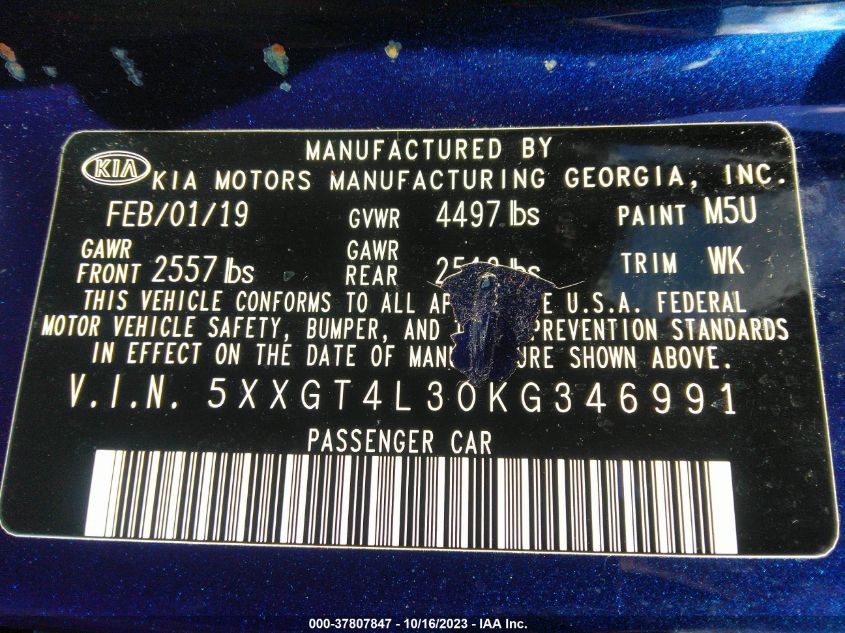 KIA
MANUFACTURED BY
KIA MOTORS MANUFACTURING GEORGIA, INC.
FEB/01/19 GVWR 4497 lbs PAINT M5U
GAWR FRONT 2557 lbs GAWR REAR lbs TRIM WK
THIS VEHICLE CONFORMS TO ALL U.S.A. FEDERAL
MOTOR VEHICLE SAFETY, BUMPER, AND PREVENTION STANDARDS
IN EFFECT ON THE DATE OF SHOWN ABOVE.
V.I.N. 5XXGT4L30KG346991
PASSENGER CAR
000-37807847 - 10/16/2023 - IAA Inc.